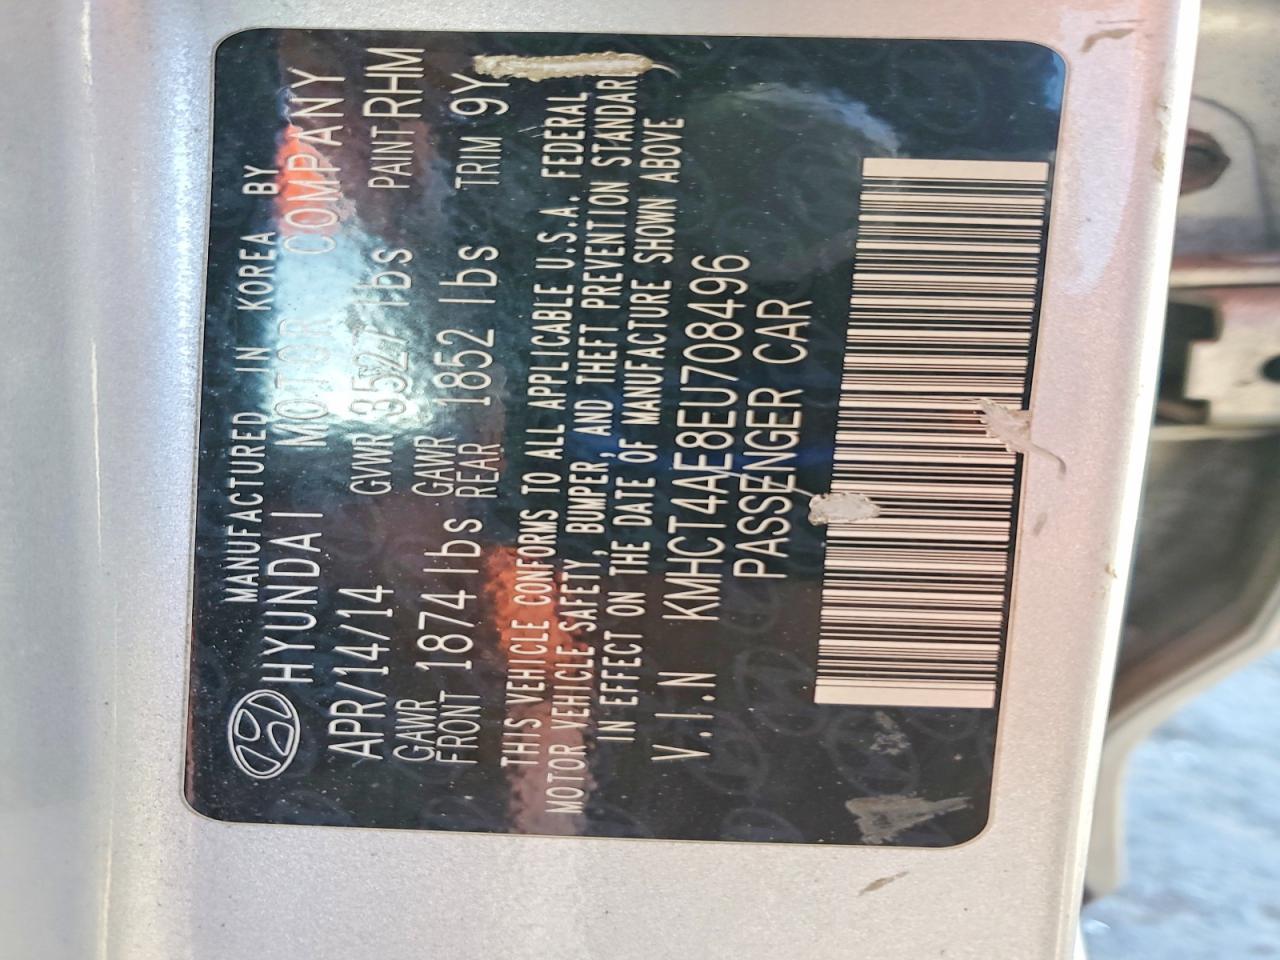 MANUFACTURED IN KOREA BY
HYUNDAI MOTOR COMPANY
APR/14/14 GVWR 3527 lbs PAINT RHM
GAWR FRONT 1874 lbs GAWR REAR 1852 lbs TRIM 9Y
THIS VEHICLE CONFORMS TO ALL APPLICABLE U.S.A. FEDERAL
MOTOR VEHICLE SAFETY, BUMPER, AND THEFT PREVENTION STANDAR
IN EFFECT ON THE DATE OF MANUFACTURE SHOWN ABOVE
V.I.N KMHCT4AE8EU708496
PASSENGER CAR